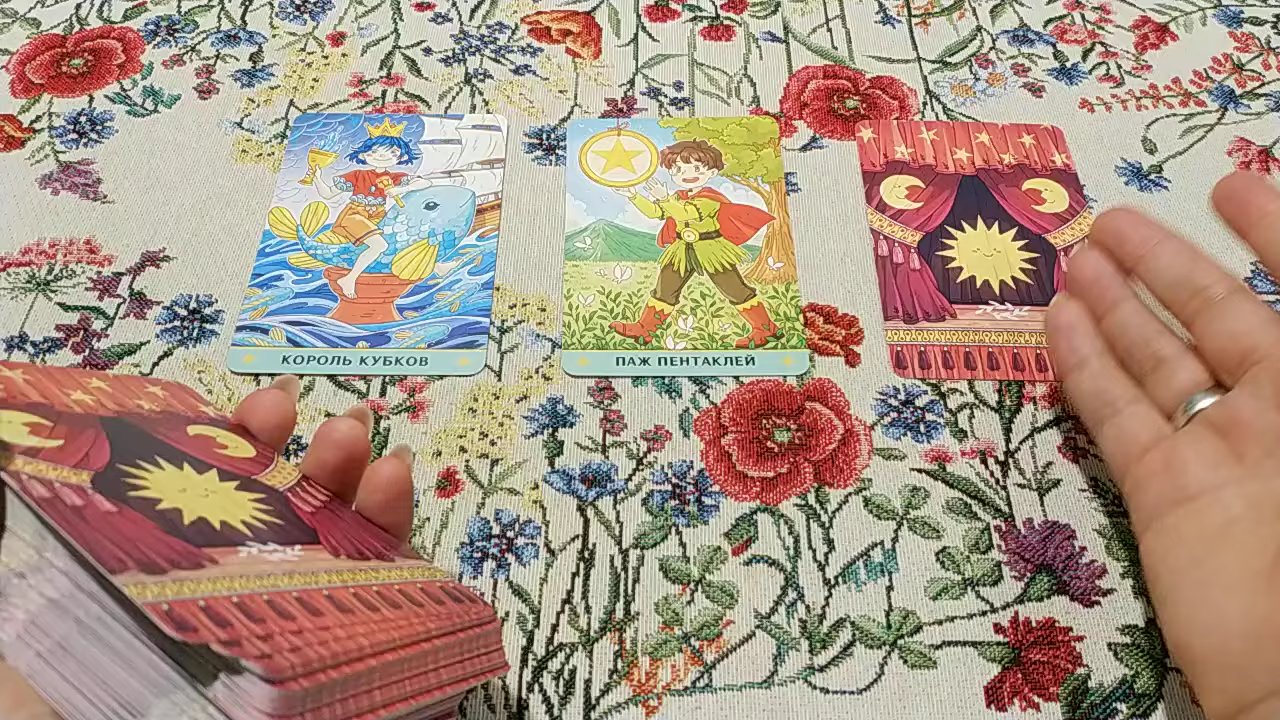 КОРОЛЬ КУБКОВ
ПАЖ ПЕНТАКЛЕЙ